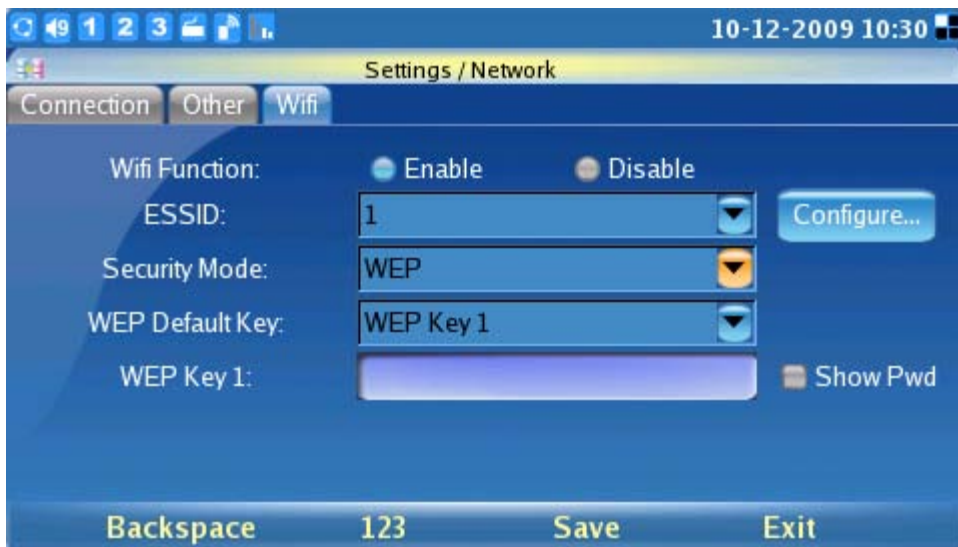 9 1 2 3 10-12-2009 10:30
Settings / Network
Connection Other Wifi
Wifi Function: Enable Disable
ESSID: 1 Configure...
Security Mode: WEP
WEP Default Key: WEP Key 1
WEP Key 1: Show Pwd
Backspace 123 Save Exit